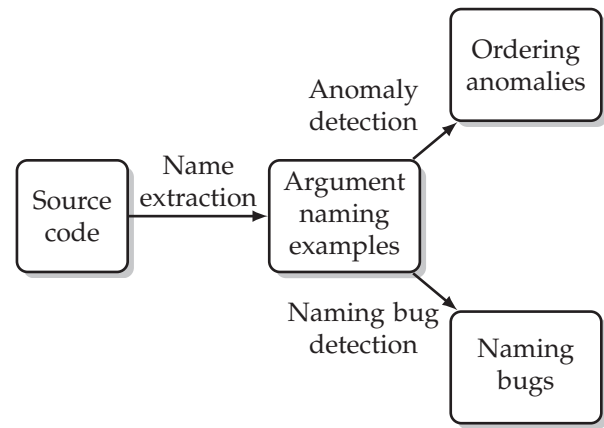 Ordering
anomalies
Anomaly
detection
Name
extraction
Source
code
Argument
naming
examples
Naming bug
detection
Naming
bugs